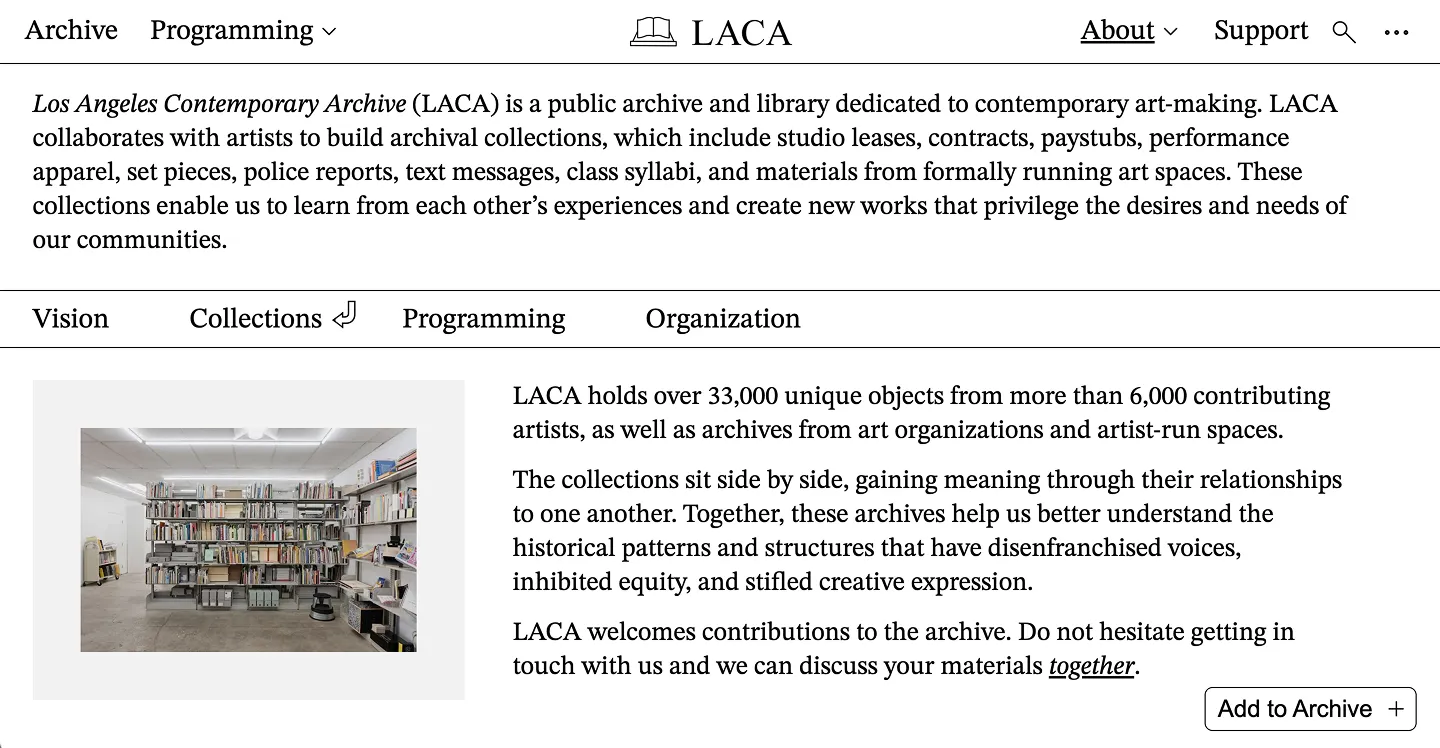 Archive Programming LACA About Support ...
Los Angeles Contemporary Archive (LACA) is a public archive and library dedicated to contemporary art-making. LACA
collaborates with artists to build archival collections, which include studio leases, contracts, paystubs, performance
apparel, set pieces, police reports, text messages, class syllabi, and materials from formally running art spaces. These
collections enable us to learn from each other’s experiences and create new works that privilege the desires and needs of
our communities.
Vision Collections Programming Organization
LACA holds over 33,000 unique objects from more than 6,000 contributing
artists, as well as archives from art organizations and artist-run spaces.
The collections sit side by side, gaining meaning through their relationships
to one another. Together, these archives help us better understand the
historical patterns and structures that have disenfranchised voices,
inhibited equity, and stifled creative expression.
LACA welcomes contributions to the archive. Do not hesitate getting in
touch with us and we can discuss your materials together.
Add to Archive +